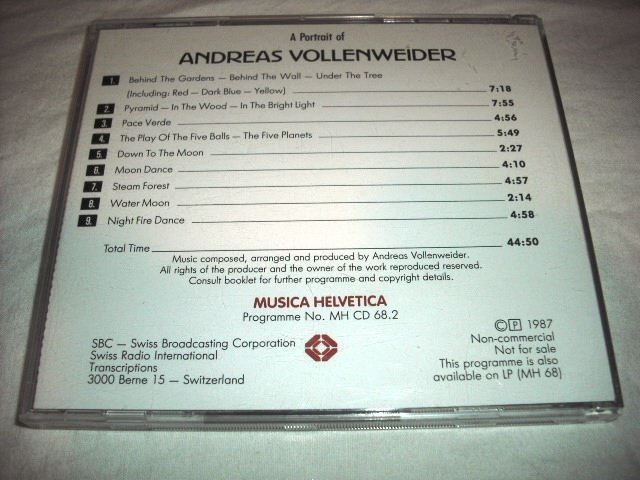 A Portrait of
ANDREAS VOLLENWEIDER
1. Behind The Gardens – Behind The Wall – Under The Tree
(Including: Red – Dark Blue – Yellow) 7:18
2. Pyramid – In The Wood – In The Bright Light 7:55
3. Pace Verde 4:56
4. The Play Of The Five Balls – The Five Planets 5:49
5. Down To The Moon 2:27
6. Moon Dance 4:10
7. Steam Forest 4:57
8. Water Moon 2:14
9. Night Fire Dance 4:58
Total Time 44:50
Music composed, arranged and produced by Andreas Vollenweider.
All rights of the producer and the owner of the work reproduced reserved.
Consult booklet for further programme and copyright details.
MUSICA HELVETICA
Programme No. MH CD 68.2
SBC – Swiss Broadcasting Corporation
Swiss Radio International
Transcriptions
3000 Berne 15 – Switzerland
© Ⓟ 1987
Non-commercial
Not for sale
This programme is also
available on LP (MH 68)